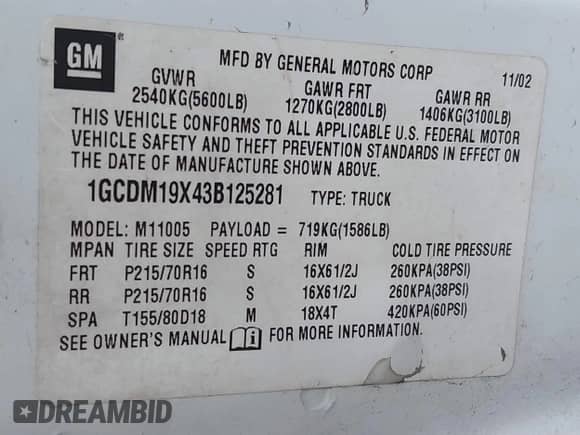 GM
MFD BY GENERAL MOTORS CORP 11/02
GVWR GAWR FRT GAWR RR
2540KG(5600LB) 1270KG(2800LB) 1406KG(3100LB)
THIS VEHICLE CONFORMS TO ALL APPLICABLE U.S. FEDERAL MOTOR
VEHICLE SAFETY AND THEFT PREVENTION STANDARDS IN EFFECT ON
THE DATE OF MANUFACTURE SHOWN ABOVE.
1GCDM19X43B125281 TYPE: TRUCK
MODEL: M11005 PAYLOAD = 719KG(1586LB)
MPAN TIRE SIZE SPEED RTG RIM COLD TIRE PRESSURE
FRT P215/70R16 S 16X61/2J 260KPA(38PSI)
RR P215/70R16 S 16X61/2J 260KPA(38PSI)
SPA T155/80D18 M 18X4T 420KPA(60PSI)
SEE OWNER'S MANUAL FOR MORE INFORMATION.
DREAMBID